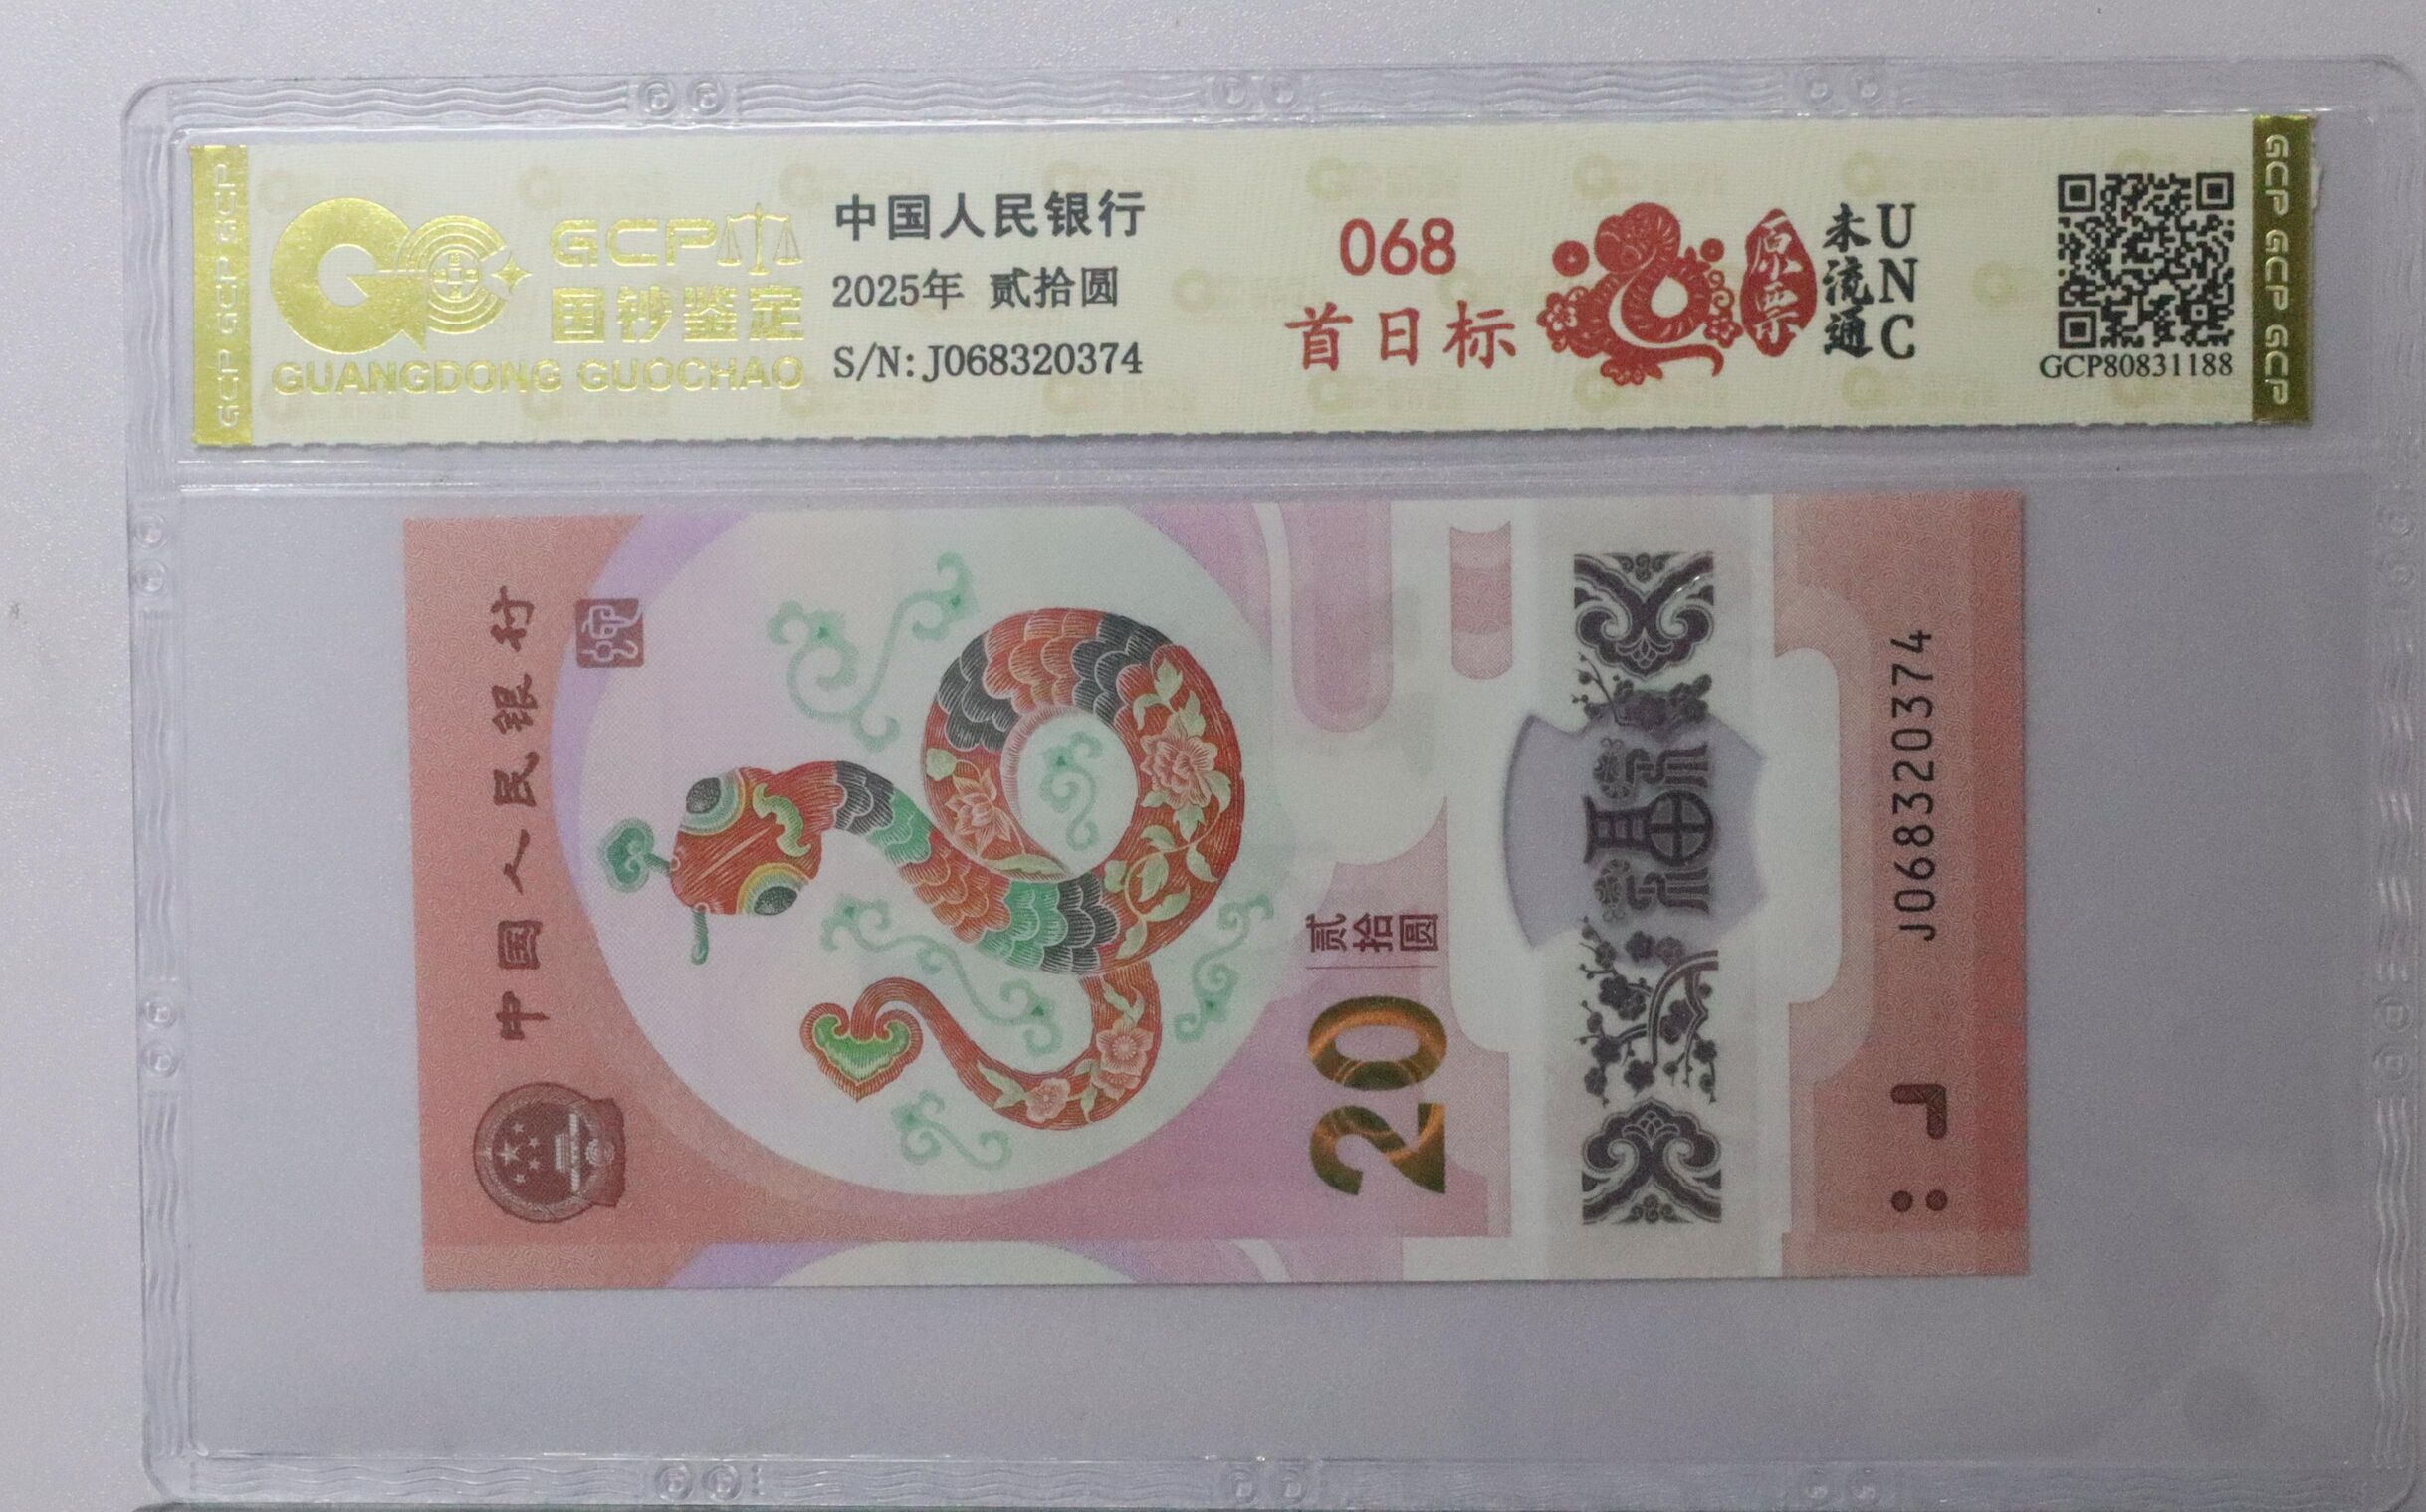 GCP GCP GCP
GCP
国钞鉴定
GUANGDONG GUOCHAO
中国人民银行
2025年 贰拾圆
S/N: J068320374
068
首日标
原票
未流通
UNC
GCP80831188
GCP GCP GCP
中国人民银行
蛇
贰拾圆
20
福
J068320374